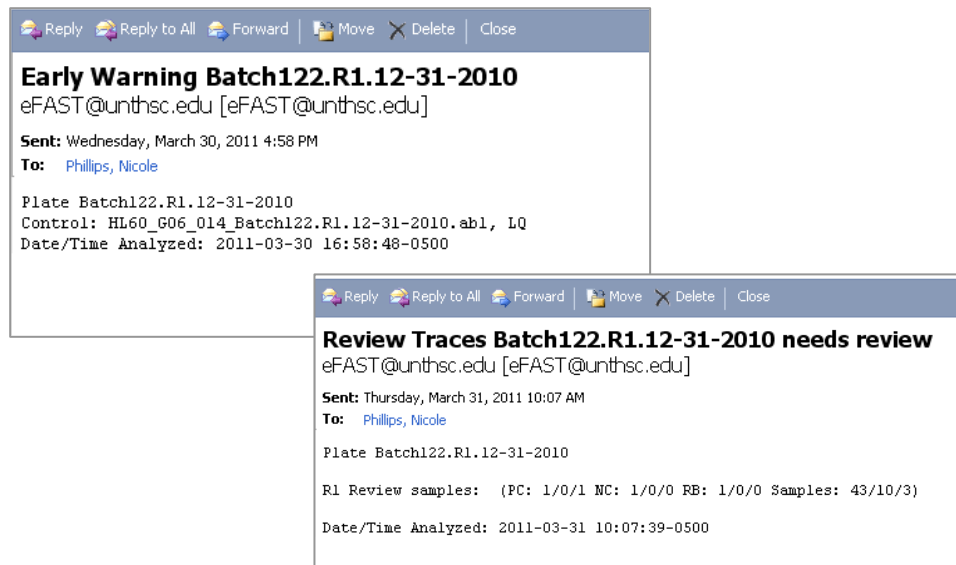 Reply Reply to All Forward Move Delete Close
Early Warning Batch122.R1.12-31-2010
eFAST@unthsc.edu [eFAST@unthsc.edu]
Sent: Wednesday, March 30, 2011 4:58 PM
To: Phillips, Nicole
Plate Batch122.R1.12-31-2010
Control: HL60_G06_014_Batch122.R1.12-31-2010.ab1, LQ
Date/Time Analyzed: 2011-03-30 16:58:48-0500
Reply Reply to All Forward Move Delete Close
Review Traces Batch122.R1.12-31-2010 needs review
eFAST@unthsc.edu [eFAST@unthsc.edu]
Sent: Thursday, March 31, 2011 10:07 AM
To: Phillips, Nicole
Plate Batch122.R1.12-31-2010
R1 Review samples: (PC: 1/0/1 NC: 1/0/0 RB: 1/0/0 Samples: 43/10/3)
Date/Time Analyzed: 2011-03-31 10:07:39-0500